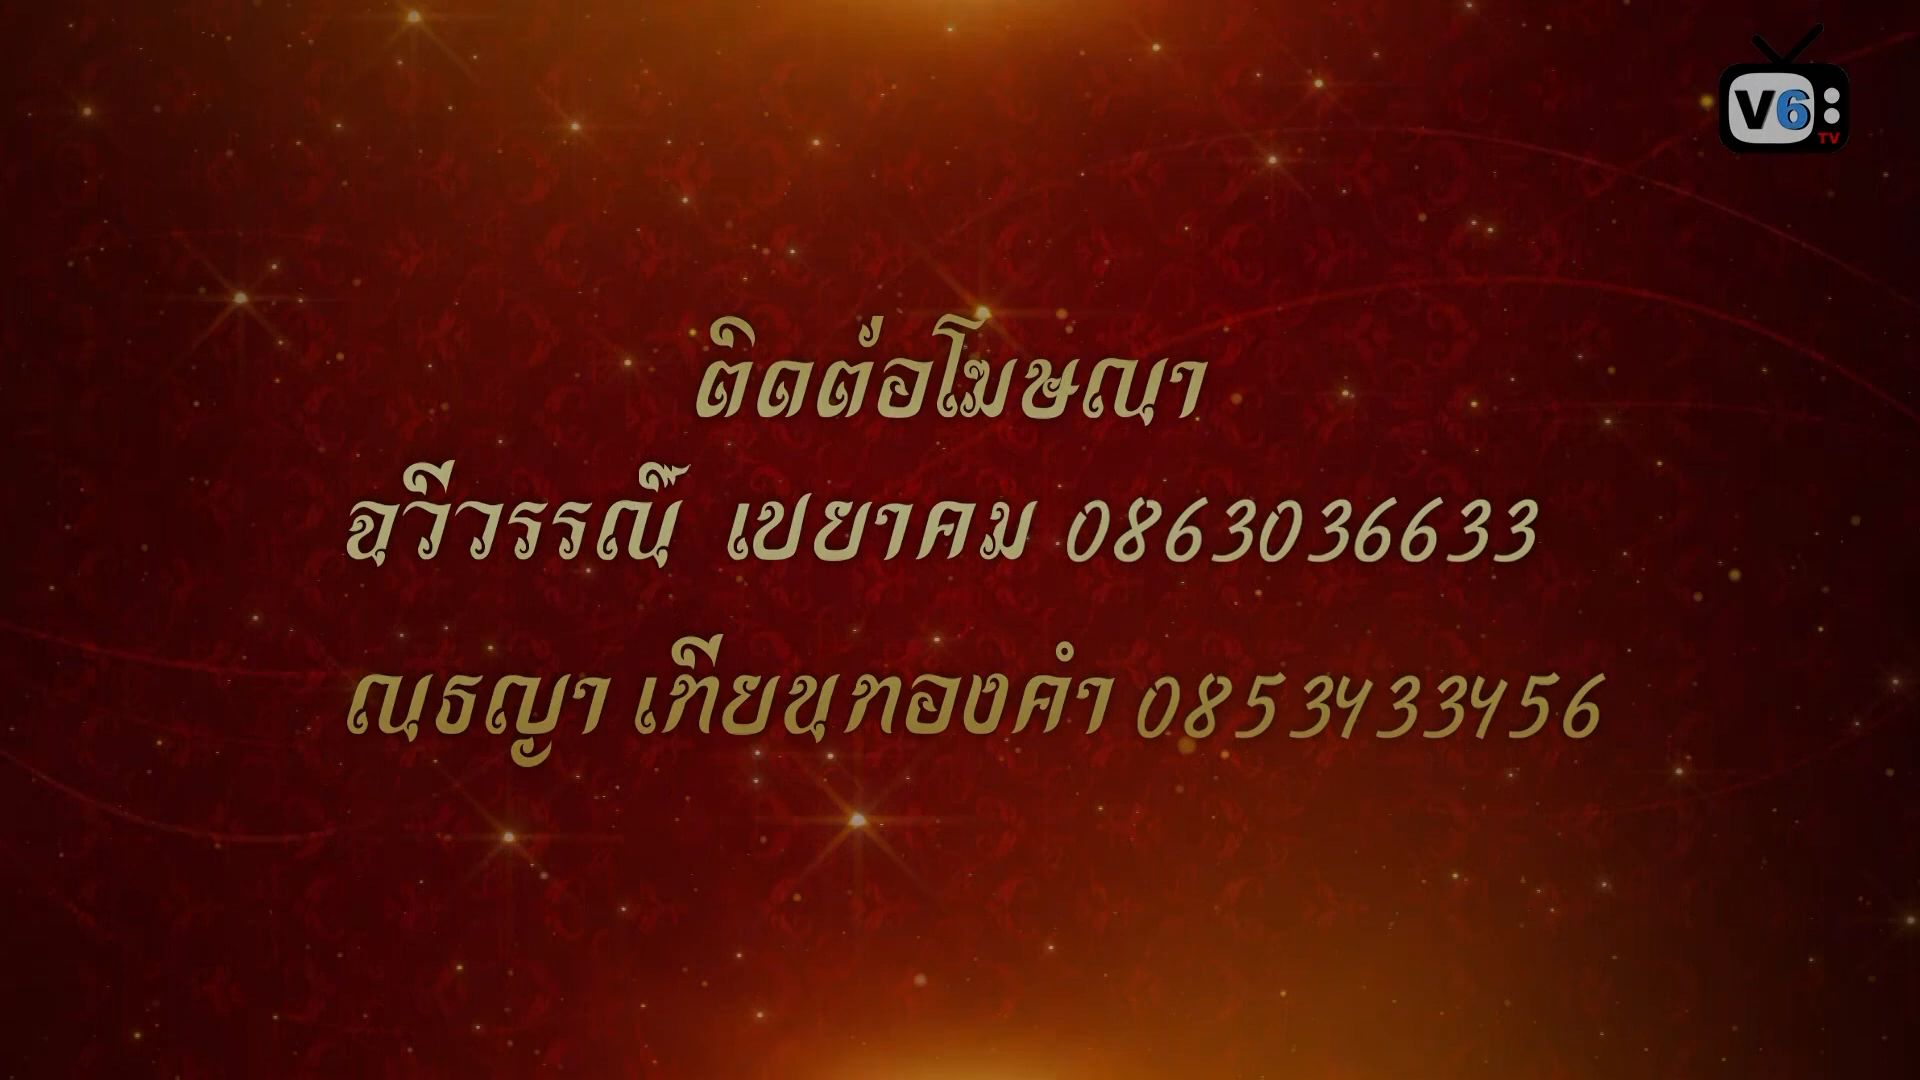 V6:
TV
ติดต่อโฆษณา
ฉวีวรรณ์ เขยาคม 0863036633
ณธญา เทียนทองคำ 0853433456